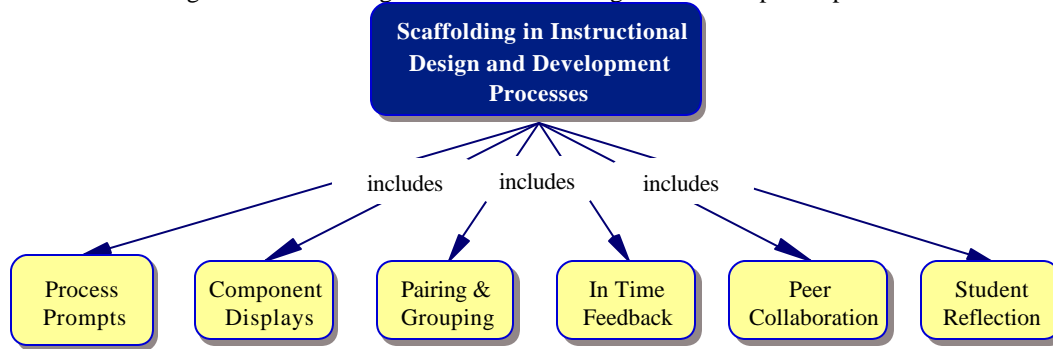 Scaffolding in Instructional
Design and Development
Processes
includes includes includes
Process
Prompts
Component
Displays
Pairing &
Grouping
In Time
Feedback
Peer
Collaboration
Student
Reflection